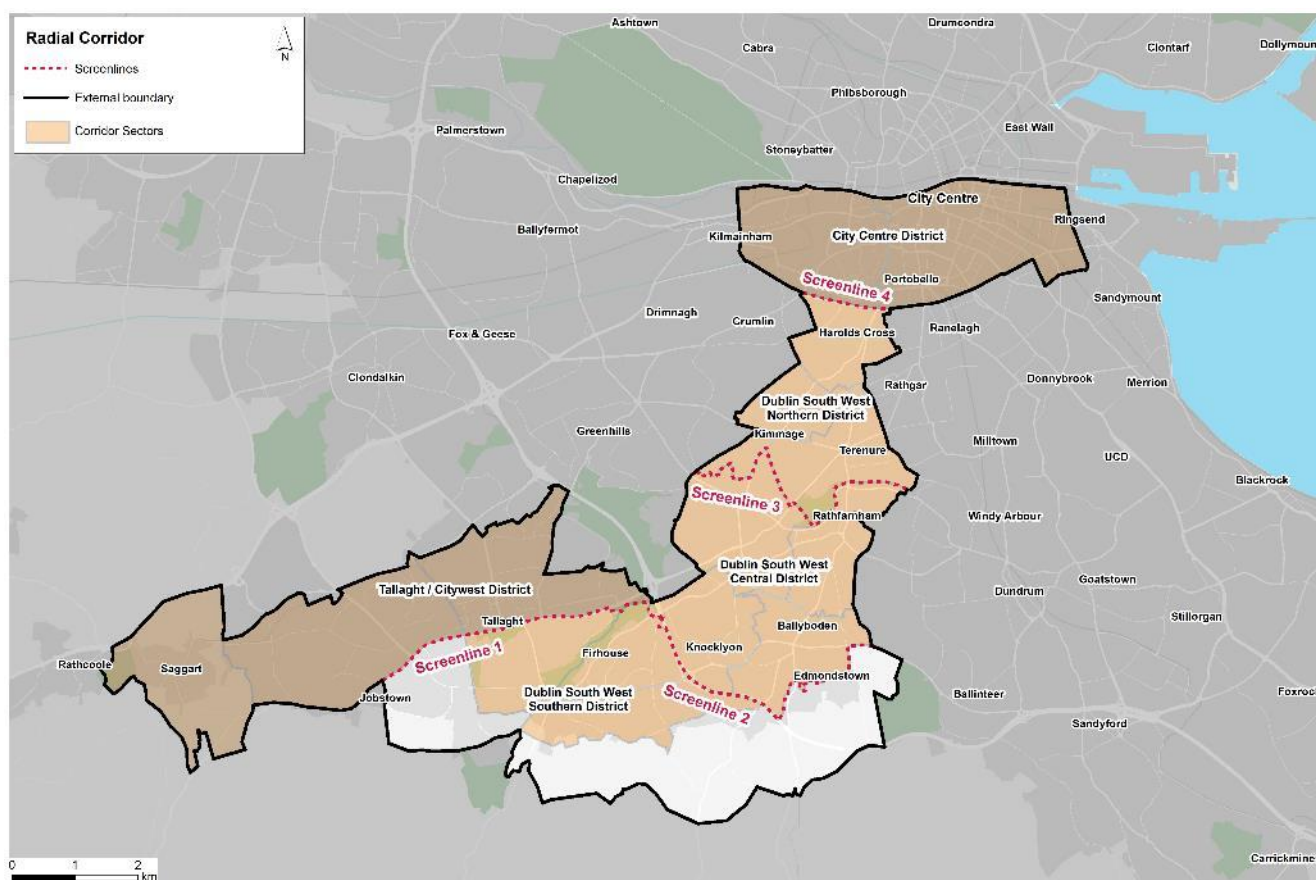 Radial Corridor
N
Screenlines
External boundary
Corridor Sectors
Ashtown
Drumcondra
Cabra
Clontarf
Dollymoun
Phibsborough
Palmerstown
East Wall
Stoneybatter
Chapelizod
City Centre
Ringsend
Ballyfermot
Kilmainham
City Centre District
Portobello
Screenline 4
Sandymount
Drimnagh
Crumlin
Harolds Cross
Ranelagh
Fox & Geese
Clondalkin
Rathgar
Donnybrook
Merrion
Dublin South West
Northern District
Greenhills
Kimmage
Terenure
Milltown
UCD
Blackrock
Screenline 3
Rathfarnham
Windy Arbour
Dublin South West
Central District
Goatstown
Dundrum
Tallaght / Citywest District
Stillorgan
Tallaght
Ballyboden
Knocklyon
Firhouse
Screenline 1
Rathcoole
Saggart
Edmondstown
Jobstown
Dublin South West
Southern District
Screenline 2
Ballinteer
Foxroc
Sandyford
Carrickmine
0 1 2
km